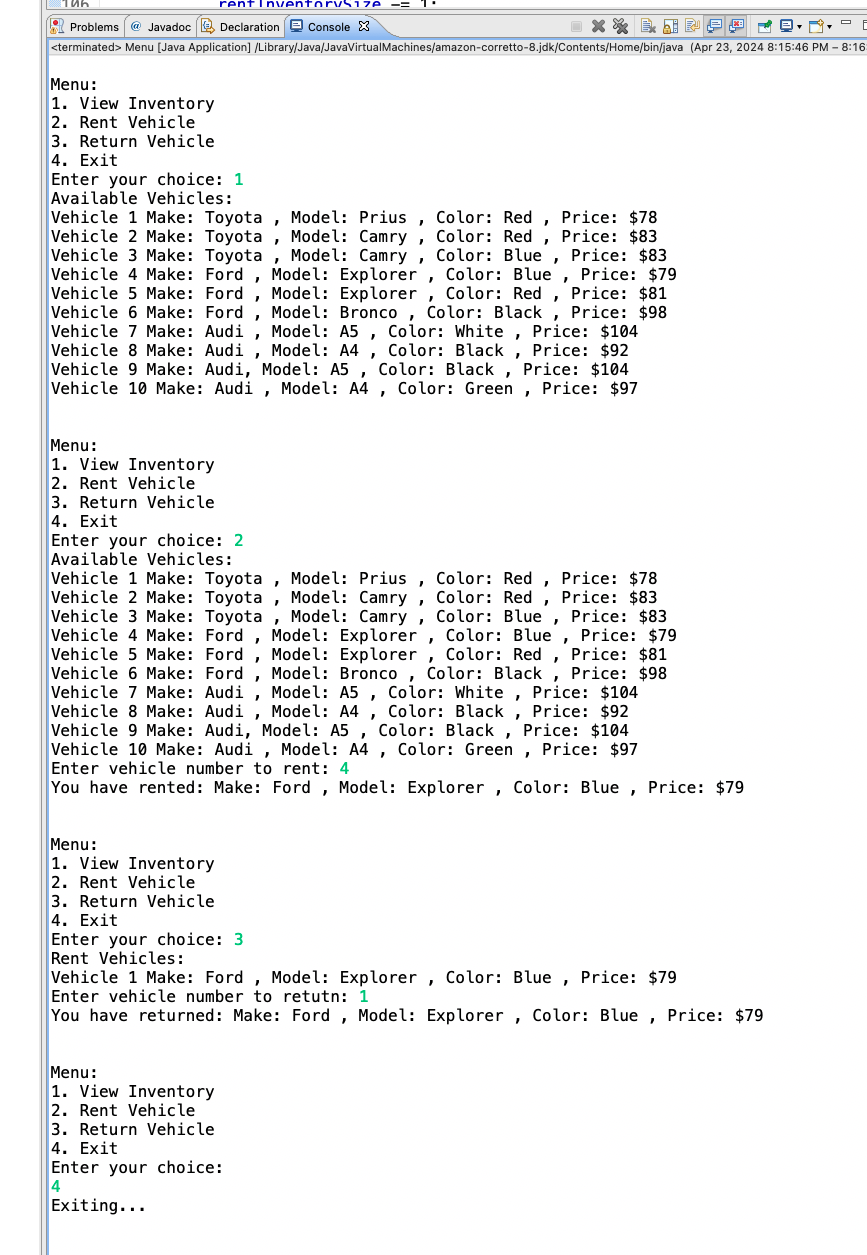 106 rentInventorySize -= 1;
Problems @ Javadoc Declaration Console
<terminated> Menu [Java Application] /Library/Java/JavaVirtualMachines/amazon-corretto-8.jdk/Contents/Home/bin/java (Apr 23, 2024 8:15:46 PM – 8:16
Menu:
1. View Inventory
2. Rent Vehicle
3. Return Vehicle
4. Exit
Enter your choice: 1
Available Vehicles:
Vehicle 1 Make: Toyota , Model: Prius , Color: Red , Price: $78
Vehicle 2 Make: Toyota , Model: Camry , Color: Red , Price: $83
Vehicle 3 Make: Toyota , Model: Camry , Color: Blue , Price: $83
Vehicle 4 Make: Ford , Model: Explorer , Color: Blue , Price: $79
Vehicle 5 Make: Ford , Model: Explorer , Color: Red , Price: $81
Vehicle 6 Make: Ford , Model: Bronco , Color: Black , Price: $98
Vehicle 7 Make: Audi , Model: A5 , Color: White , Price: $104
Vehicle 8 Make: Audi , Model: A4 , Color: Black , Price: $92
Vehicle 9 Make: Audi, Model: A5 , Color: Black , Price: $104
Vehicle 10 Make: Audi , Model: A4 , Color: Green , Price: $97
Menu:
1. View Inventory
2. Rent Vehicle
3. Return Vehicle
4. Exit
Enter your choice: 2
Available Vehicles:
Vehicle 1 Make: Toyota , Model: Prius , Color: Red , Price: $78
Vehicle 2 Make: Toyota , Model: Camry , Color: Red , Price: $83
Vehicle 3 Make: Toyota , Model: Camry , Color: Blue , Price: $83
Vehicle 4 Make: Ford , Model: Explorer , Color: Blue , Price: $79
Vehicle 5 Make: Ford , Model: Explorer , Color: Red , Price: $81
Vehicle 6 Make: Ford , Model: Bronco , Color: Black , Price: $98
Vehicle 7 Make: Audi , Model: A5 , Color: White , Price: $104
Vehicle 8 Make: Audi , Model: A4 , Color: Black , Price: $92
Vehicle 9 Make: Audi, Model: A5 , Color: Black , Price: $104
Vehicle 10 Make: Audi , Model: A4 , Color: Green , Price: $97
Enter vehicle number to rent: 4
You have rented: Make: Ford , Model: Explorer , Color: Blue , Price: $79
Menu:
1. View Inventory
2. Rent Vehicle
3. Return Vehicle
4. Exit
Enter your choice: 3
Rent Vehicles:
Vehicle 1 Make: Ford , Model: Explorer , Color: Blue , Price: $79
Enter vehicle number to retutn: 1
You have returned: Make: Ford , Model: Explorer , Color: Blue , Price: $79
Menu:
1. View Inventory
2. Rent Vehicle
3. Return Vehicle
4. Exit
Enter your choice:
4
Exiting...